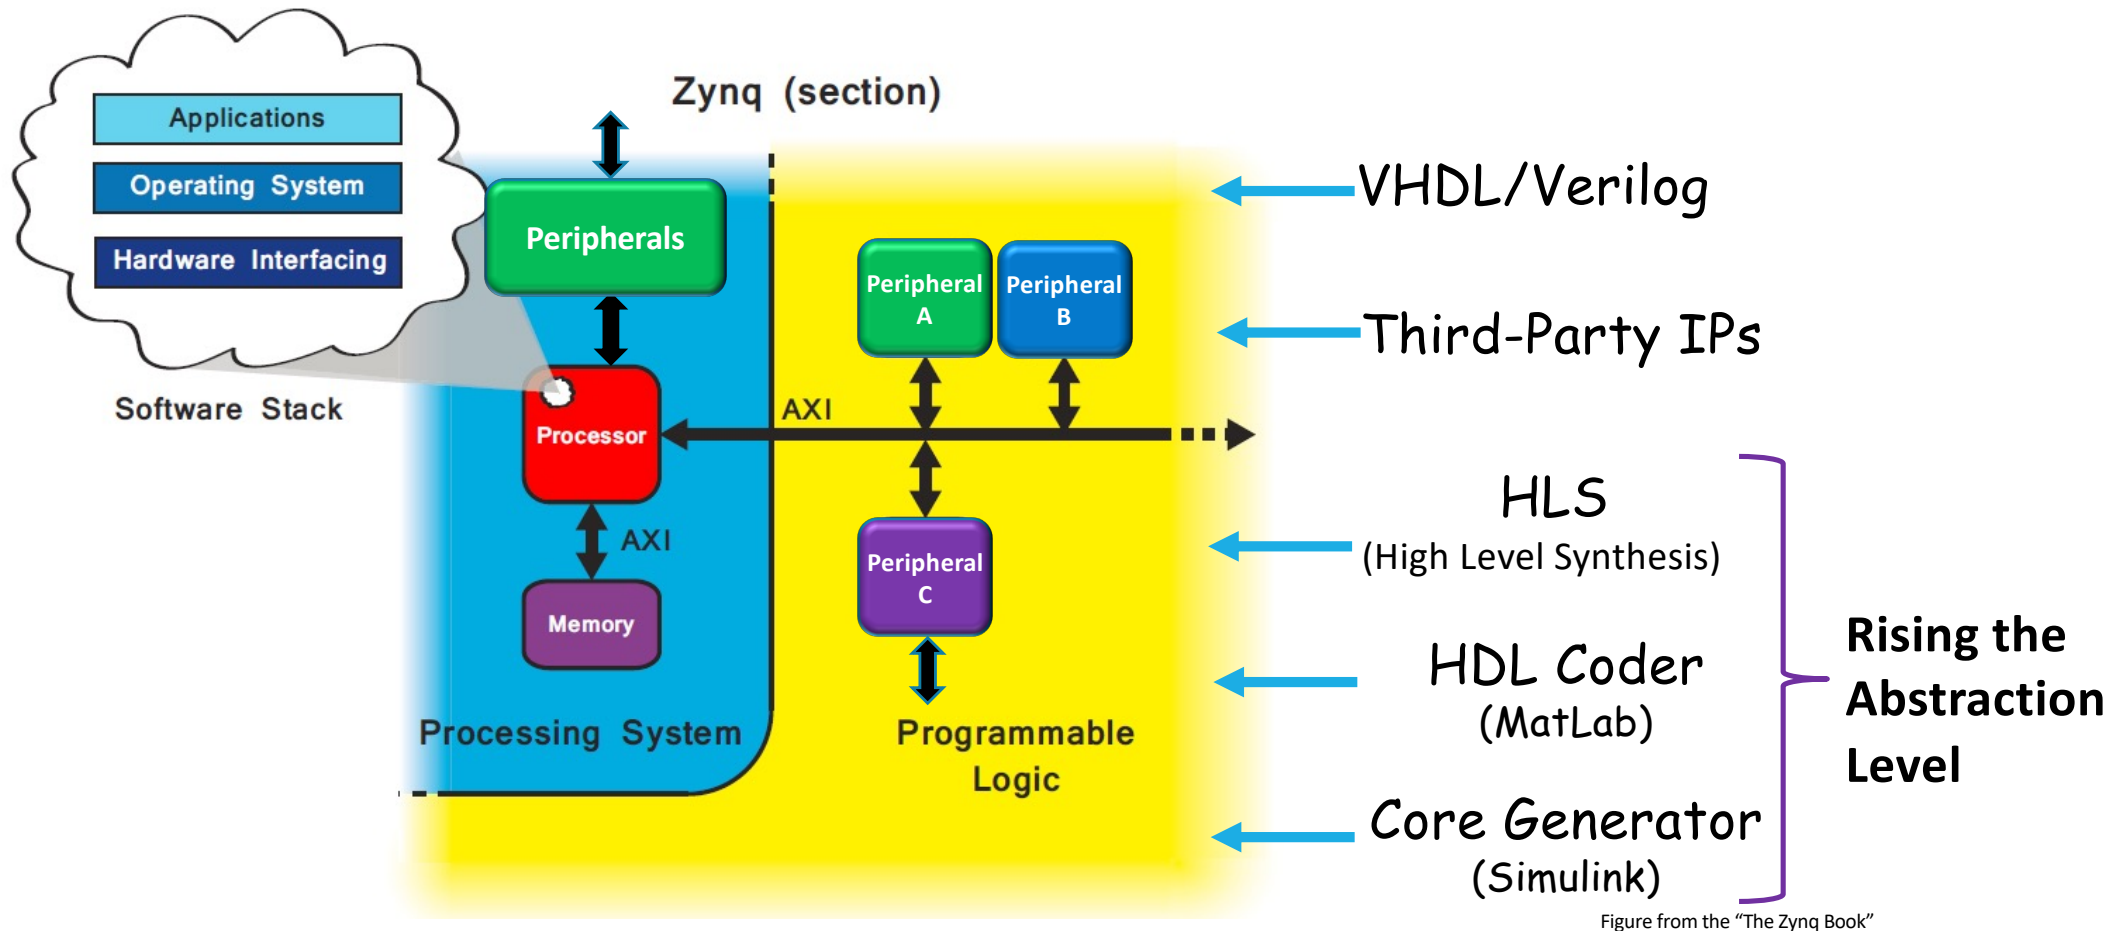 Zynq (section)
Applications
Operating System
Hardware Interfacing
Software Stack
Peripherals
Processor
AXI
Memory
Processing System
AXI
Peripheral
A
Peripheral
B
Peripheral
C
Programmable
Logic
VHDL/Verilog
Third-Party IPs
HLS
(High Level Synthesis)
HDL Coder
(MatLab)
Core Generator
(Simulink)
Rising the
Abstraction
Level
Figure from the “The Zynq Book”